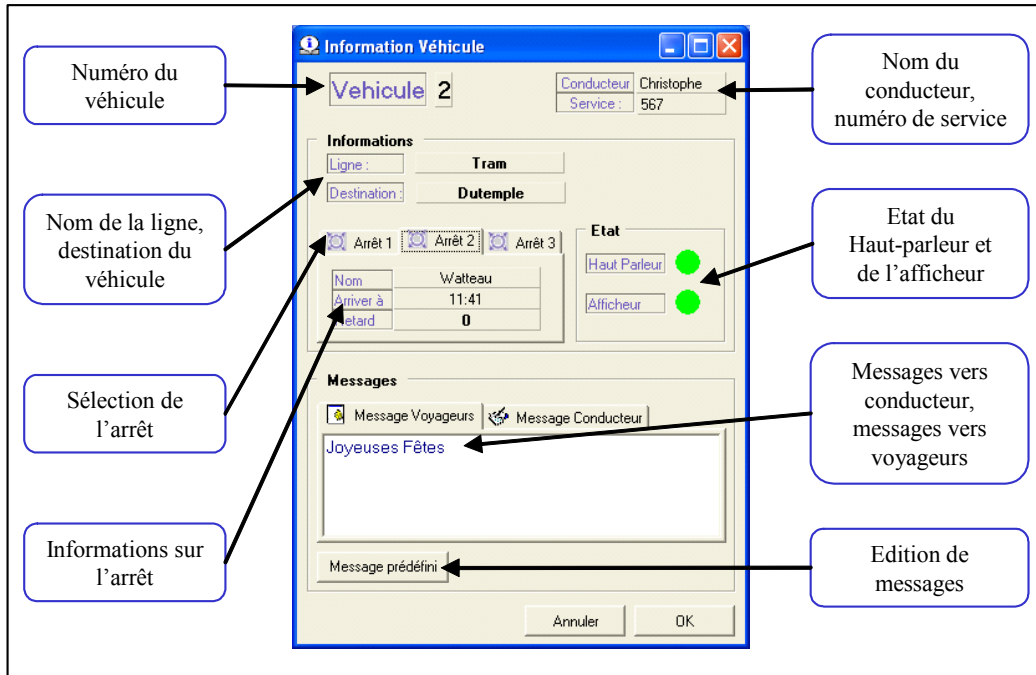 Information Véhicule
Numéro du
véhicule
Vehicule 2
Conducteur Christophe
Service : 567
Nom du
conducteur,
numéro de service
Informations
Ligne : Tram
Destination : Dutemple
Nom de la ligne,
destination du
véhicule
Arrêt 1 Arrêt 2 Arrêt 3
Nom Watteau
Arriver à 11:41
Retard 0
Etat
Haut Parleur
Afficheur
Etat du
Haut-parleur et
de l'afficheur
Sélection de
l'arrêt
Messages
Message Voyageurs Message Conducteur
Joyeuses Fêtes
Messages vers
conducteur,
messages vers
voyageurs
Informations sur
l'arrêt
Message prédéfini
Edition de
messages
Annuler OK